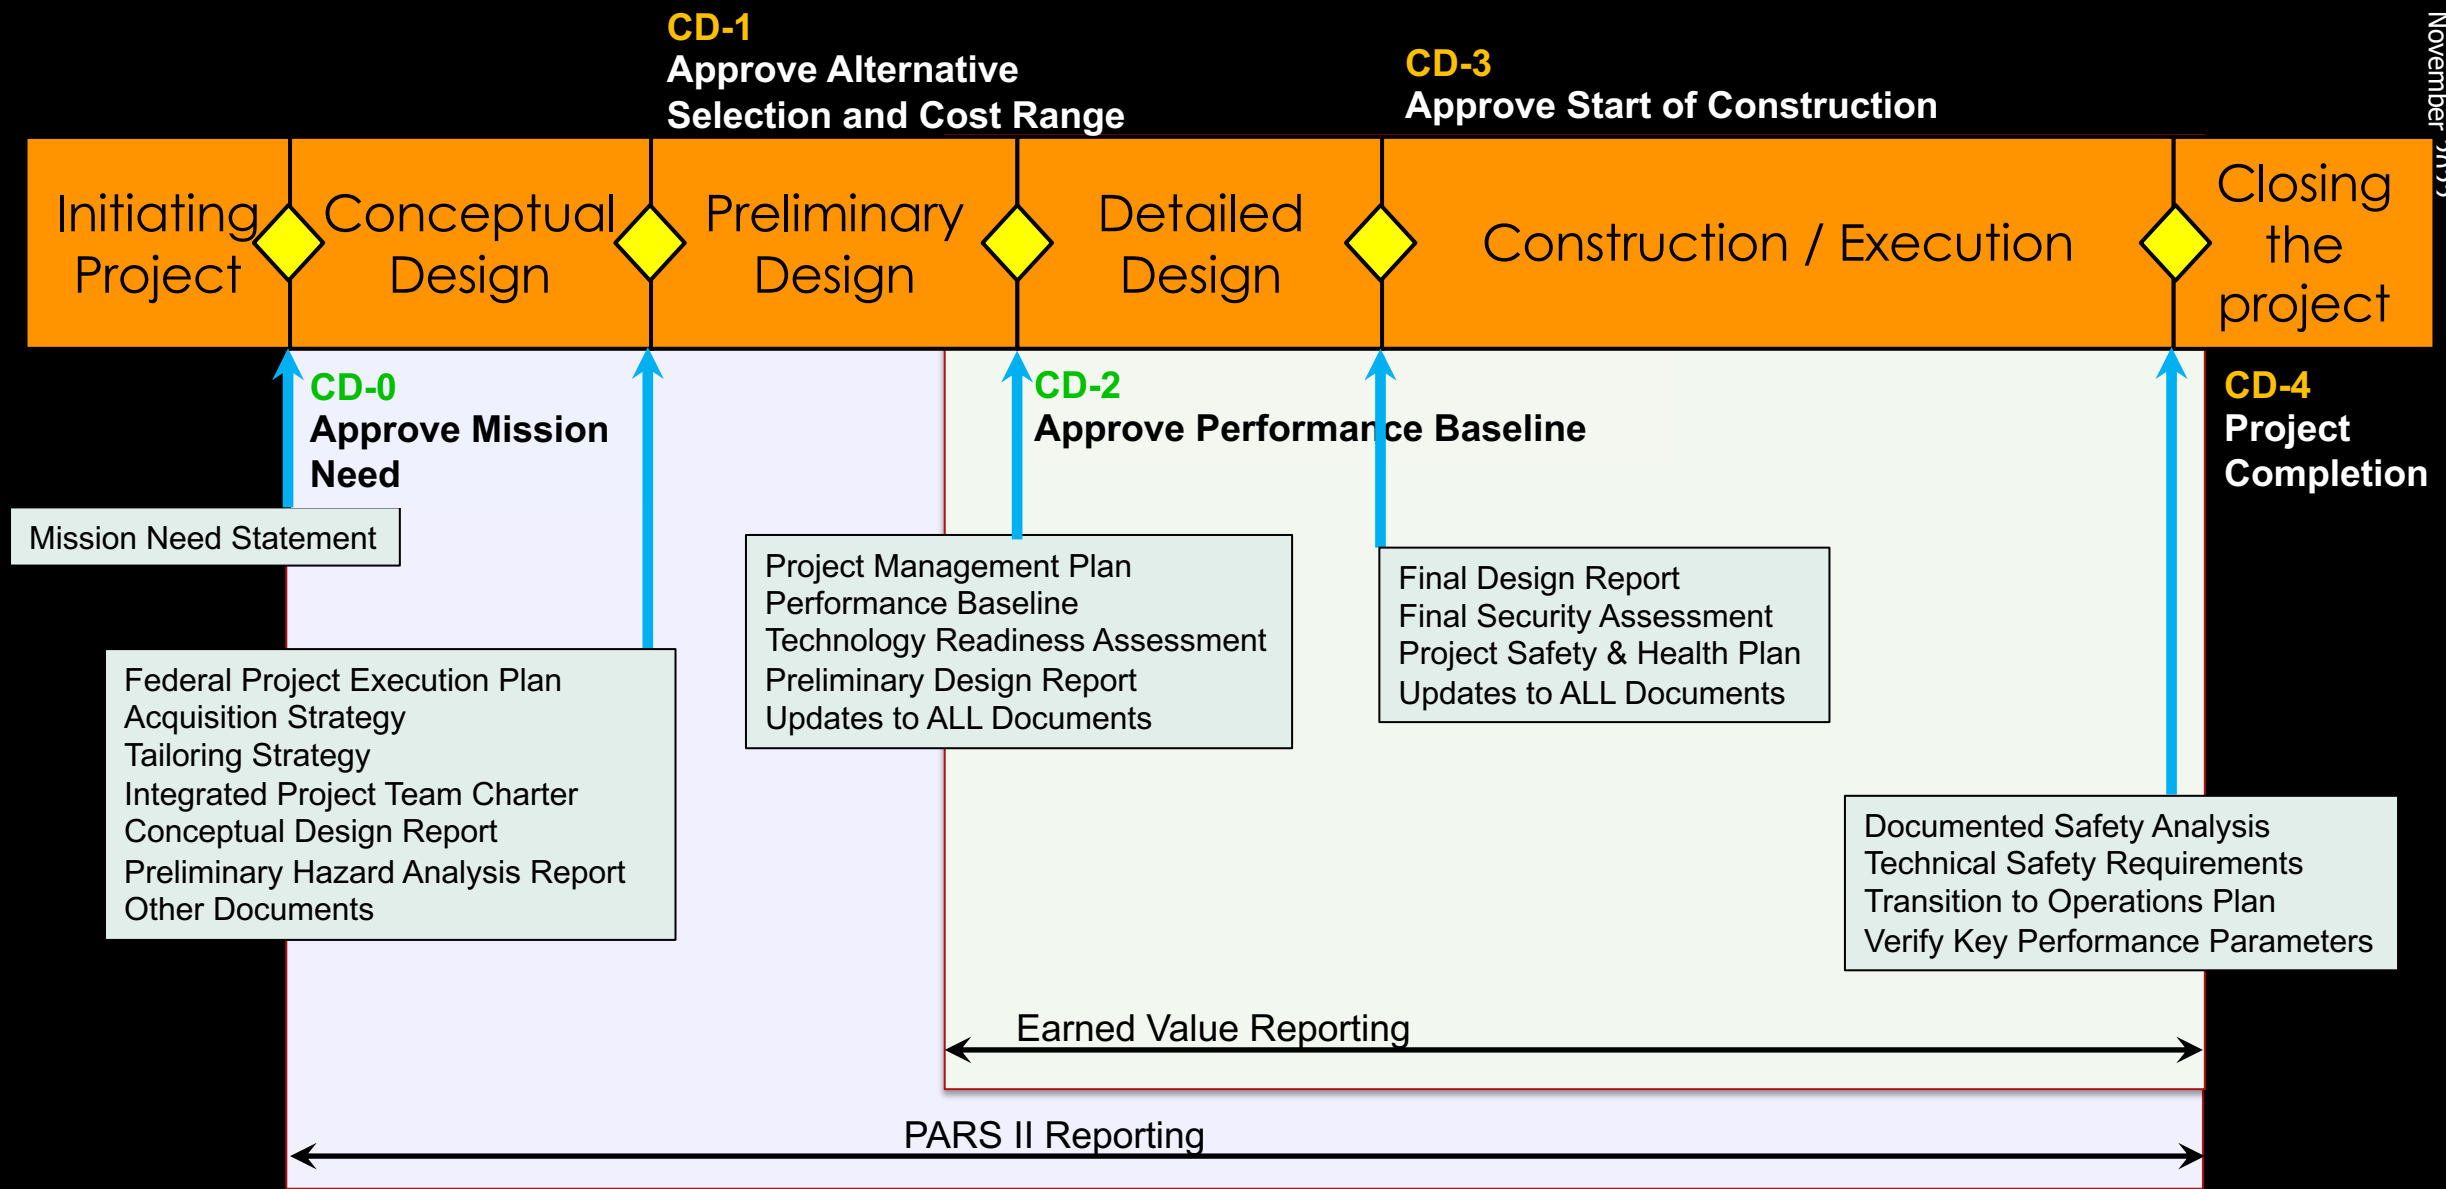 CD-1
Approve Alternative
Selection and Cost Range
CD-3
Approve Start of Construction
November 2022
Initiating
Project
Conceptual
Design
Preliminary
Design
Detailed
Design
Construction / Execution
Closing
the
project
CD-0
Approve Mission
Need
CD-2
Approve Performance Baseline
CD-4
Project
Completion
Mission Need Statement
Federal Project Execution Plan
Acquisition Strategy
Tailoring Strategy
Integrated Project Team Charter
Conceptual Design Report
Preliminary Hazard Analysis Report
Other Documents
Project Management Plan
Performance Baseline
Technology Readiness Assessment
Preliminary Design Report
Updates to ALL Documents
Final Design Report
Final Security Assessment
Project Safety & Health Plan
Updates to ALL Documents
Documented Safety Analysis
Technical Safety Requirements
Transition to Operations Plan
Verify Key Performance Parameters
Earned Value Reporting
PARS II Reporting